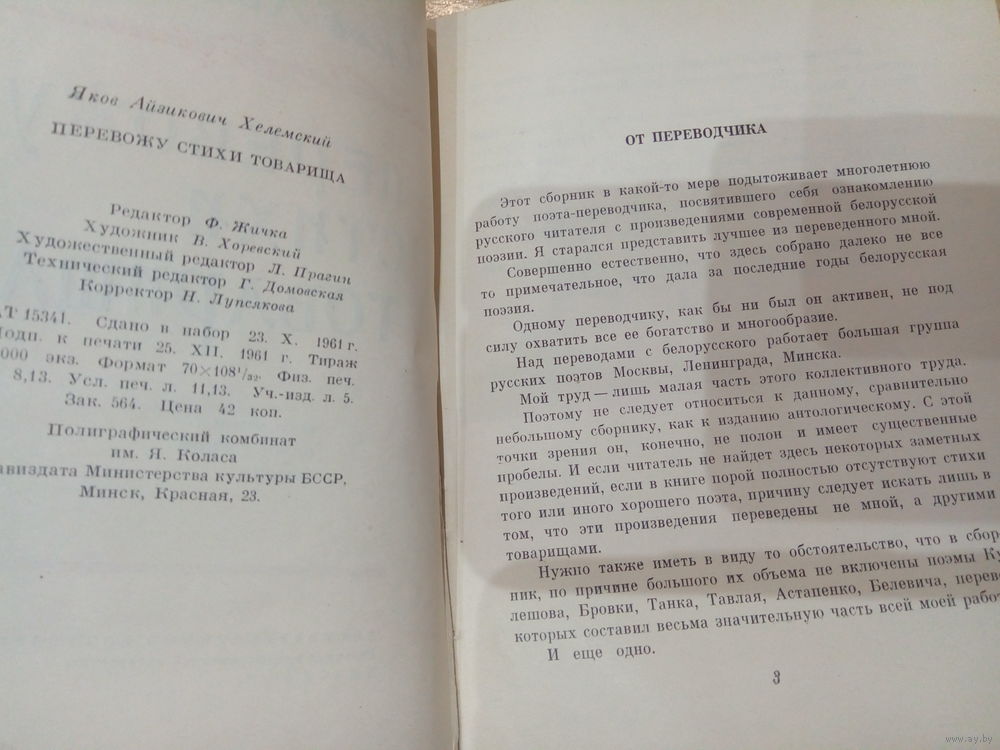 Яков Айзикович Хелемский
ПЕРЕВОЖУ СТИХИ ТОВАРИЩА
Редактор Ф. Жичка
Художник В. Хоревский
Художественный редактор Л. Прагин
Технический редактор Г. Домовская
Корректор Н. Лупсякова
АТ 15341. Сдано в набор 23. X. 1961 г.
Подп. к печати 25. XII. 1961 г. Тираж
000 экз. Формат 70×108¹/₃₂. Физ. печ.
8,13. Усл. печ. л. 11,13. Уч.-изд. л. 5.
Зак. 564. Цена 42 коп.
Полиграфический комбинат
им. Я. Коласа
авиздата Министерства культуры БССР,
Минск, Красная, 23.
ОТ ПЕРЕВОДЧИКА
Этот сборник в какой-то мере подытоживает многолетнюю
работу поэта-переводчика, посвятившего себя ознакомлению
русского читателя с произведениями современной белорусской
поэзии. Я старался представить лучшее из переведенного мной.
Совершенно естественно, что здесь собрано далеко не все
то примечательное, что дала за последние годы белорусская
поэзия.
Одному переводчику, как бы ни был он активен, не под
силу охватить все ее богатство и многообразие.
Над переводами с белорусского работает большая группа
русских поэтов Москвы, Ленинграда, Минска.
Мой труд — лишь малая часть этого коллективного труда.
Поэтому не следует относиться к данному, сравнительно
небольшому сборнику, как к изданию антологическому. С этой
точки зрения он, конечно, не полон и имеет существенные
пробелы. И если читатель не найдет здесь некоторых заметных
произведений, если в книге порой полностью отсутствуют стихи
того или иного хорошего поэта, причину следует искать лишь в
том, что эти произведения переведены не мной, а другими
товарищами.
Нужно также иметь в виду то обстоятельство, что в сбор-
ник, по причине большого их объема не включены поэмы Ку
лешова, Бровки, Танка, Тавлая, Астапенко, Белевича, перево
которых составил весьма значительную часть всей моей работ
И еще одно.
3
www.ay.by